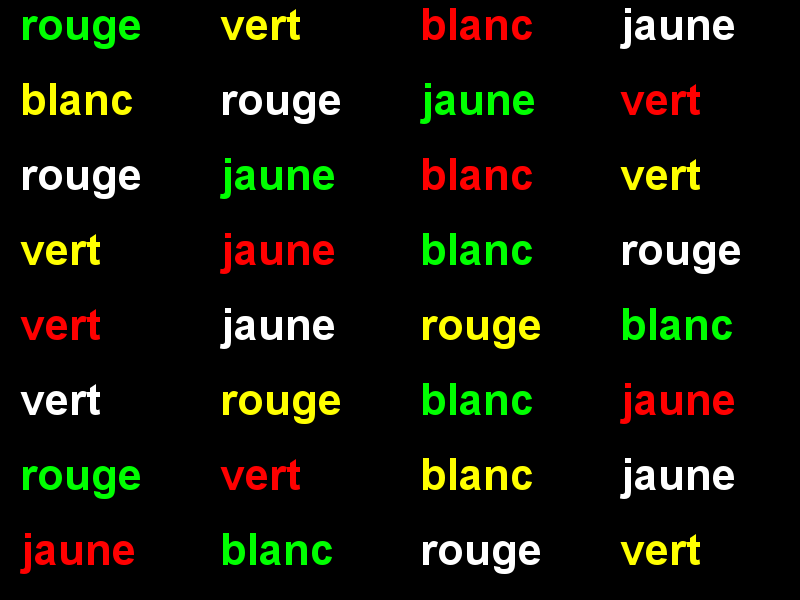 rouge vert blanc jaune
blanc rouge jaune vert
rouge jaune blanc vert
vert jaune blanc rouge
vert jaune rouge blanc
vert rouge blanc jaune
rouge vert blanc jaune
jaune blanc rouge vert